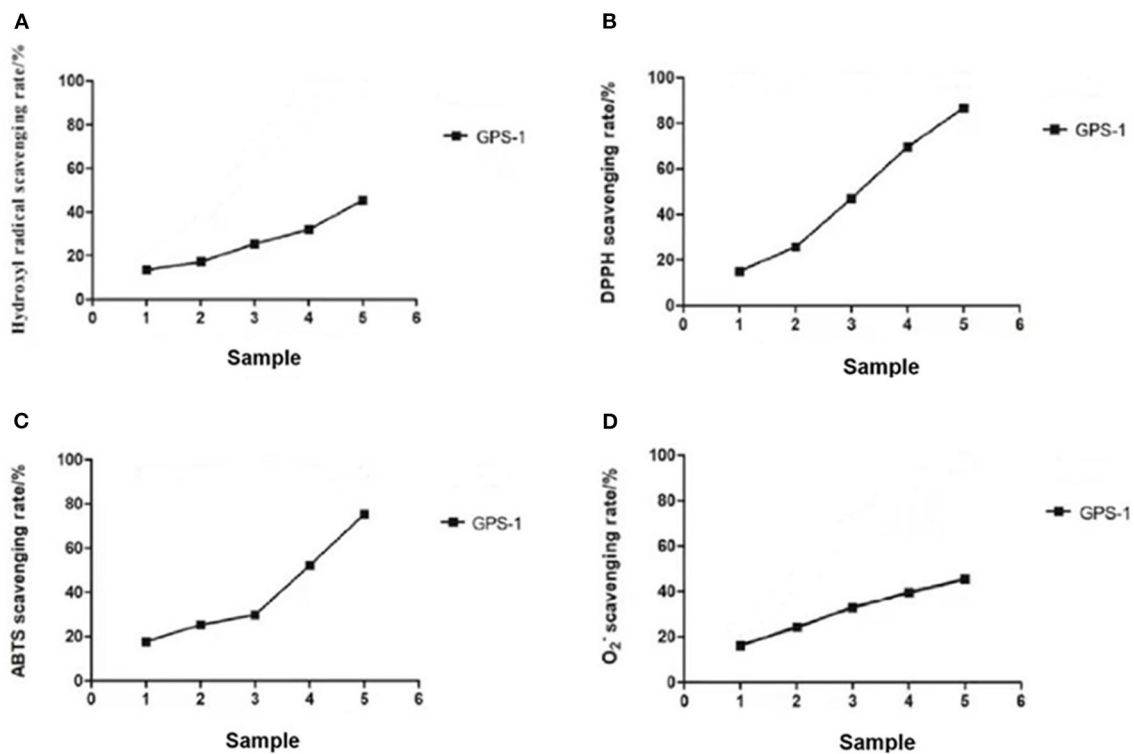 A
Hydroxyl radical scavenging rate/%
100
80
60
40
20
0
0 1 2 3 4 5 6
Sample
GPS-1
B
DPPH scavenging rate/%
100
80
60
40
20
0
0 1 2 3 4 5 6
Sample
GPS-1
C
ABTS scavenging rate/%
100
80
60
40
20
0
0 1 2 3 4 5 6
Sample
GPS-1
D
O₂⁻ scavenging rate/%
100
80
60
40
20
0
0 1 2 3 4 5 6
Sample
GPS-1